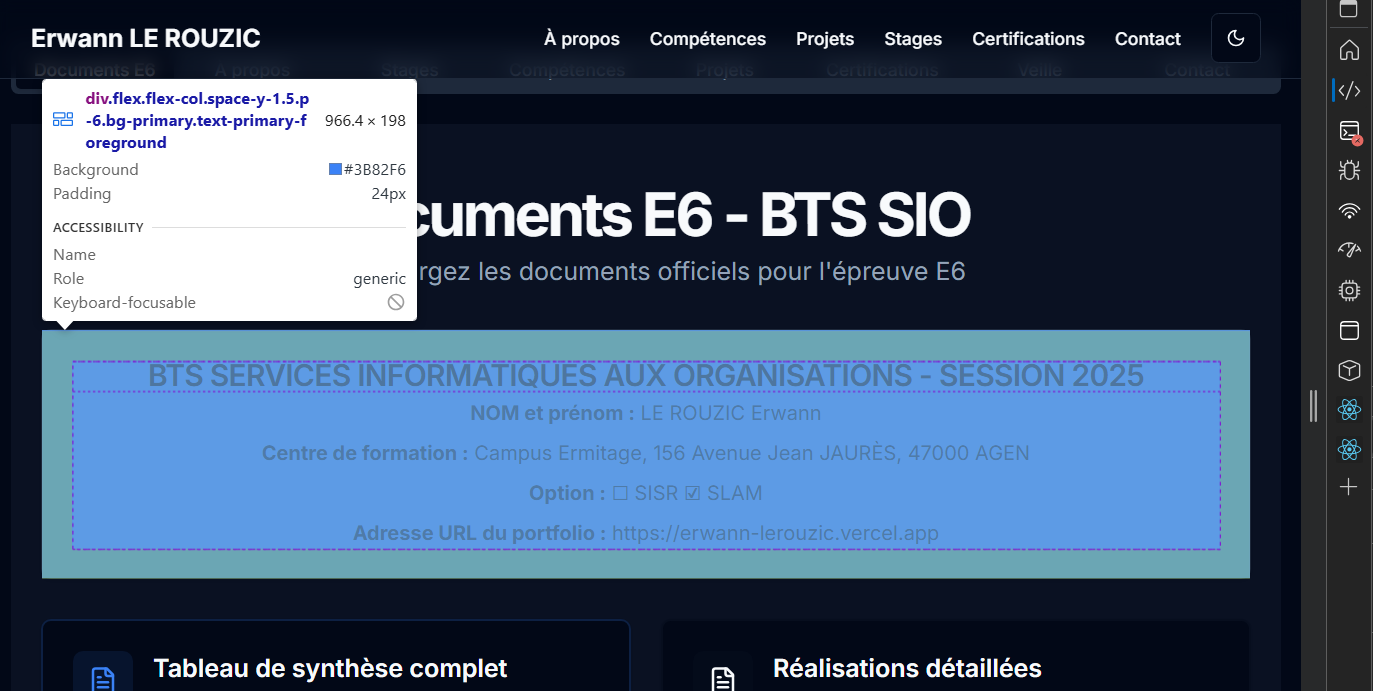 Erwann LE ROUZIC
À propos Compétences Projets Stages Certifications Contact
Documents E6 À propos Stages Compétences Projets Certifications Veille Contact
div.flex.flex-col.space-y-1.5.p
-6.bg-primary.text-primary-f
oreground
966.4 × 198
Background #3B82F6
Padding 24px
ACCESSIBILITY
Name
Role generic
Keyboard-focusable
cuments E6 - BTS SIO
rgez les documents officiels pour l'épreuve E6
BTS SERVICES INFORMATIQUES AUX ORGANISATIONS - SESSION 2025
NOM et prénom : LE ROUZIC Erwann
Centre de formation : Campus Ermitage, 156 Avenue Jean JAURÈS, 47000 AGEN
Option : ☐ SISR ☑ SLAM
Adresse URL du portfolio : https://erwann-lerouzic.vercel.app
Tableau de synthèse complet
Réalisations détaillées